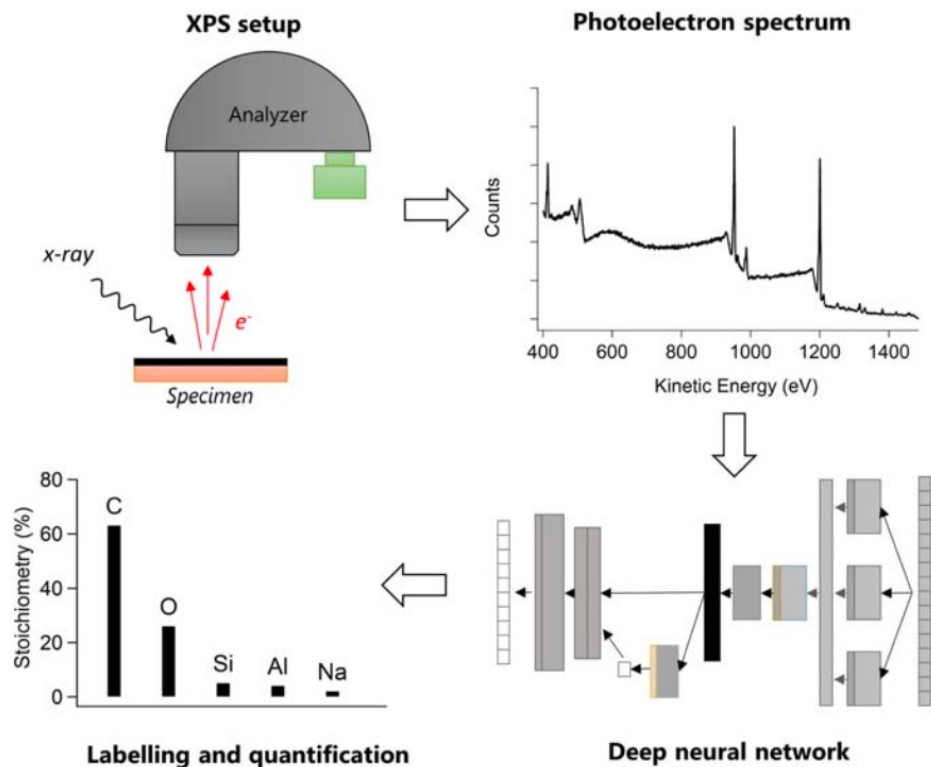 XPS setup
Analyzer
x-ray
e-
Specimen
Photoelectron spectrum
Counts
400 600 800 1000 1200 1400
Kinetic Energy (eV)
Stoichiometry (%)
80
60
40
20
0
C
O
Si
Al
Na
Labelling and quantification
Deep neural network